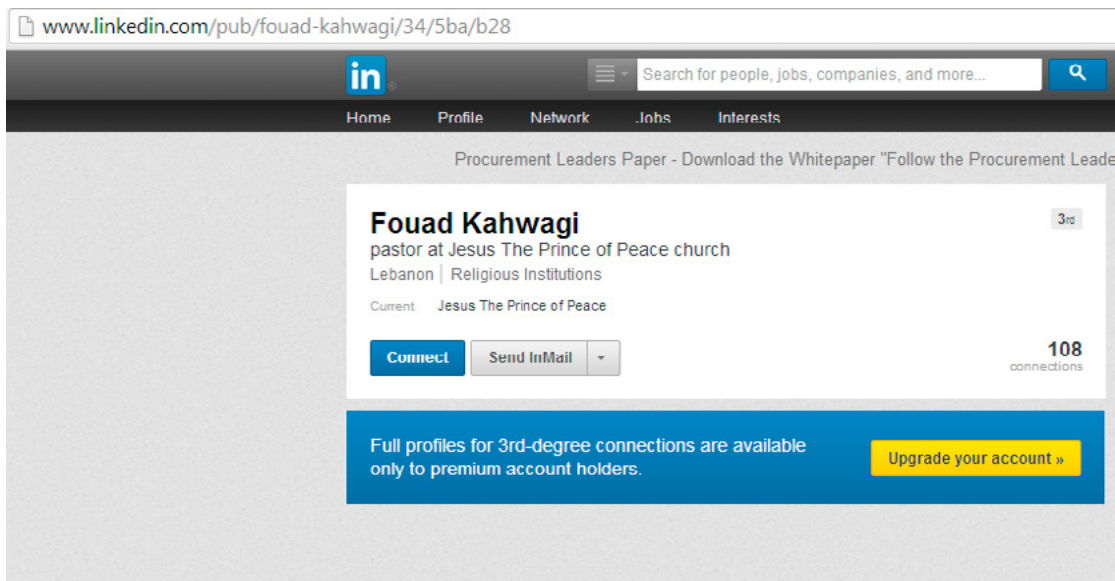 www.linkedin.com/pub/fouad-kahwagi/34/5ba/b28
in
Search for people, jobs, companies, and more...
Home Profile Network Jobs Interests
Procurement Leaders Paper - Download the Whitepaper "Follow the Procurement Leade
Fouad Kahwagi
3rd
pastor at Jesus The Prince of Peace church
Lebanon | Religious Institutions
Current Jesus The Prince of Peace
Connect Send InMail
108
connections
Full profiles for 3rd-degree connections are available
only to premium account holders.
Upgrade your account »